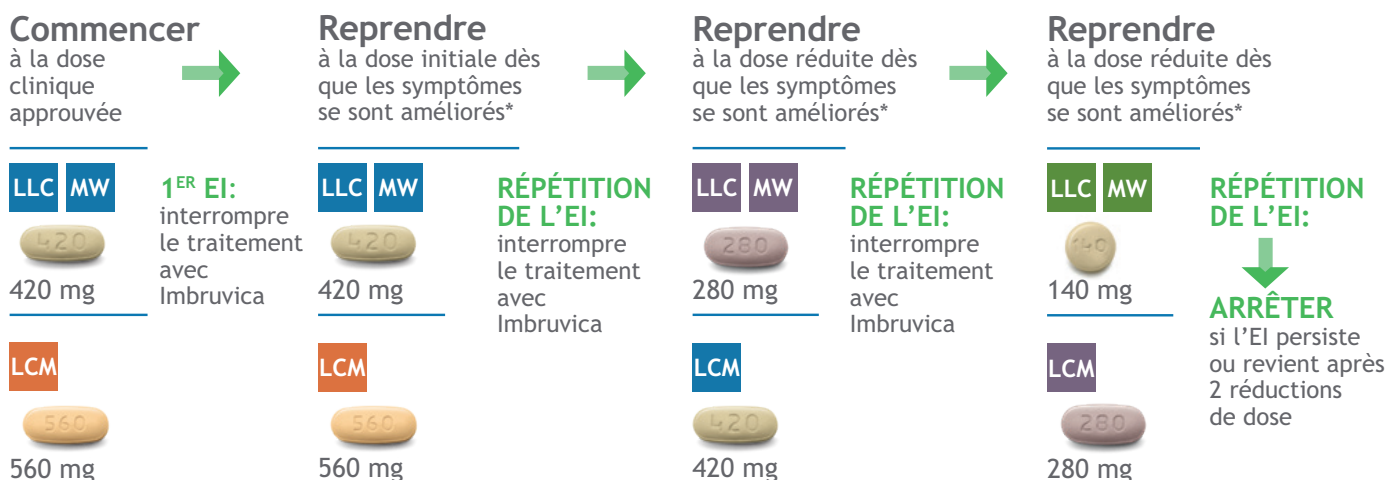 Commencer
à la dose
clinique
approuvée
LLC MW
420
420 mg
LCM
560
560 mg
1ER EI:
interrompre
le traitement
avec
Imbruvica
Reprendre
à la dose initiale dès
que les symptômes
se sont améliorés*
LLC MW
420
420 mg
LCM
560
560 mg
RÉPÉTITION
DE L’EI:
interrompre
le traitement
avec
Imbruvica
Reprendre
à la dose réduite dès
que les symptômes
se sont améliorés*
LLC MW
280
280 mg
LCM
420
420 mg
RÉPÉTITION
DE L’EI:
interrompre
le traitement
avec
Imbruvica
Reprendre
à la dose réduite dès
que les symptômes
se sont améliorés*
LLC MW
140
140 mg
LCM
280
280 mg
RÉPÉTITION
DE L’EI:
ARRÊTER
si l’EI persiste
ou revient après
2 réductions
de dose